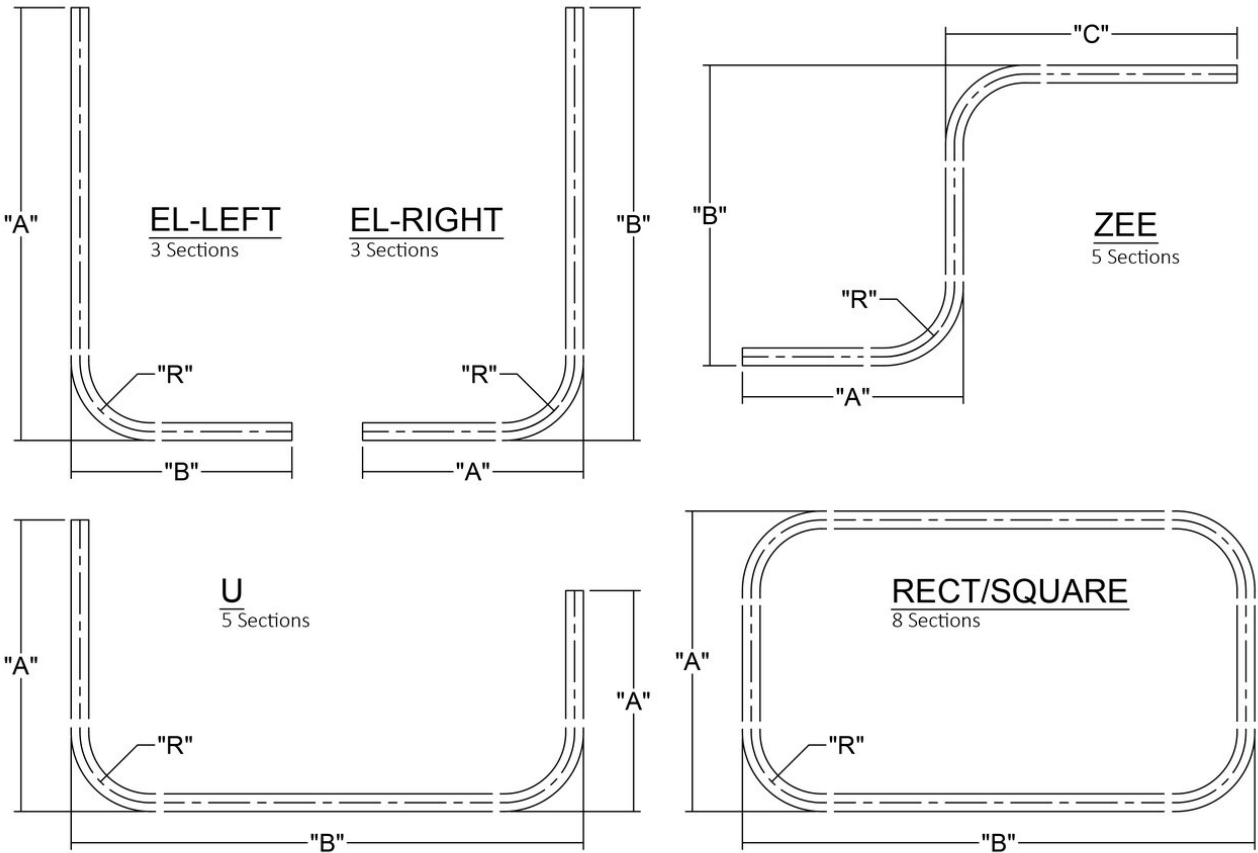 "A"
EL-LEFT
3 Sections
"R"
"B"
EL-RIGHT
3 Sections
"R"
"B"
"A"
"C"
"B"
ZEE
5 Sections
"R"
"A"
U
5 Sections
"A"
"R"
"A"
"B"
RECT/SQUARE
8 Sections
"A"
"R"
"B"